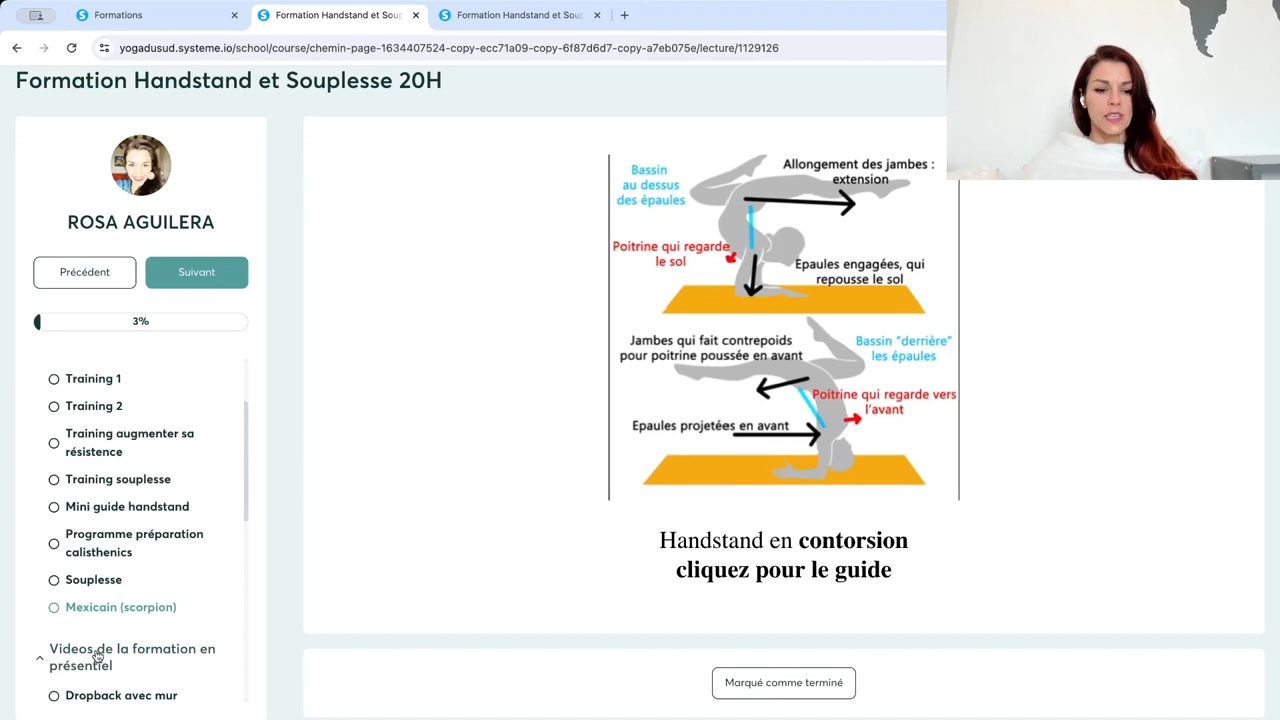 Formations
Formation Handstand et Soup
Formation Handstand et Soup
yogadusud.systeme.io/school/course/chemin-page-1634407524-copy-ecc71a09-copy-6f87d6d7-copy-a7eb075e/lecture/1129126
Formation Handstand et Souplesse 20H
ROSA AGUILERA
Précédent
Suivant
3%
Training 1
Training 2
Training augmenter sa
résistence
Training souplesse
Mini guide handstand
Programme préparation
calisthenics
Souplesse
Mexicain (scorpion)
Videos de la formation en
présentiel
Dropback avec mur
Bassin
au dessus
des épaules
Allongement des jambes :
extension
Poitrine qui regarde
le sol
Epaules engagées, qui
repousse le sol
Jambes qui fait contrepoids
pour poitrine poussée en avant
Bassin "derrière"
les épaules
Poitrine qui regarde vers
l'avant
Epaules projetées en avant
Handstand en contorsion
cliquez pour le guide
Marqué comme terminé